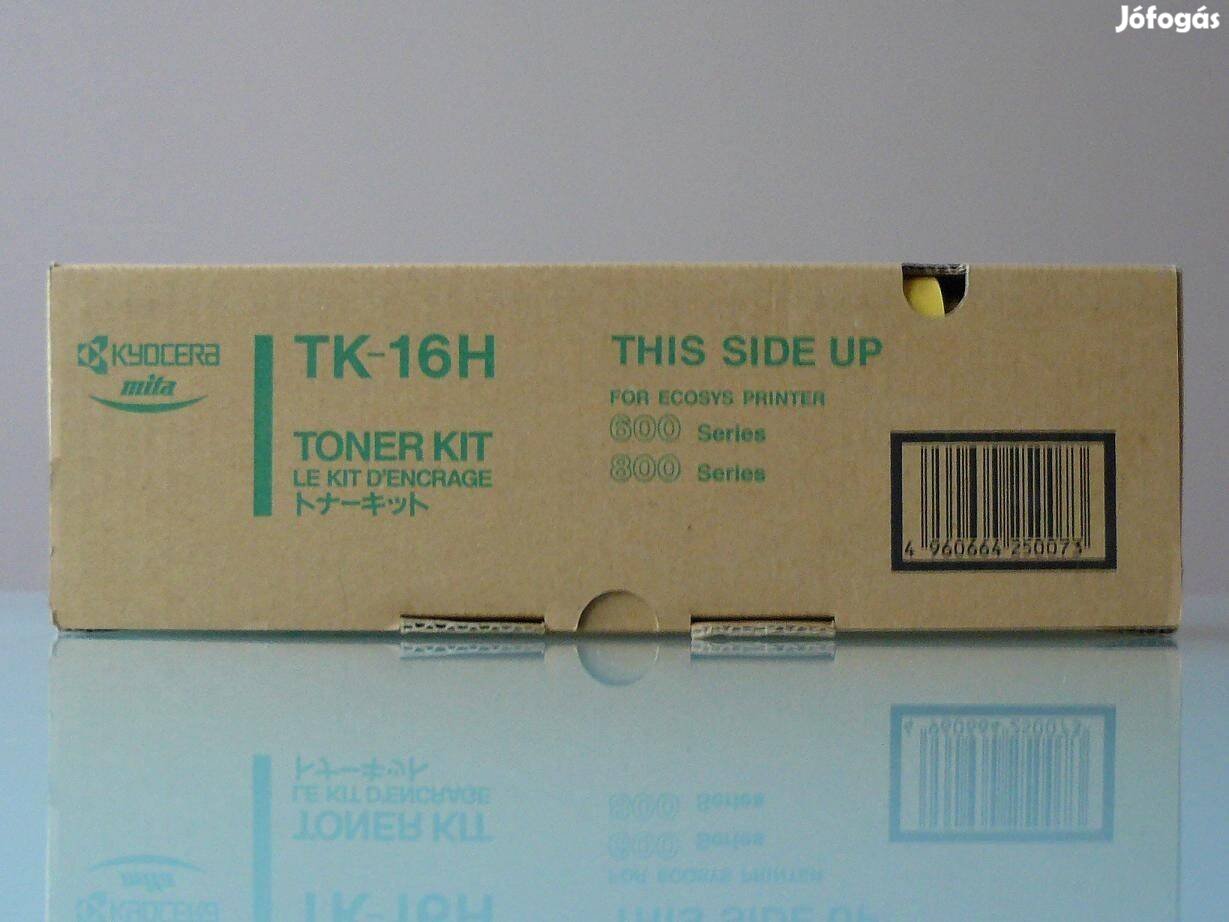 Jófogás
KYOCERA
mita
TK-16H
TONER KIT
LE KIT D'ENCRAGE
トナーキット
THIS SIDE UP
FOR ECOSYS PRINTER
600 Series
800 Series
4 960664 250073